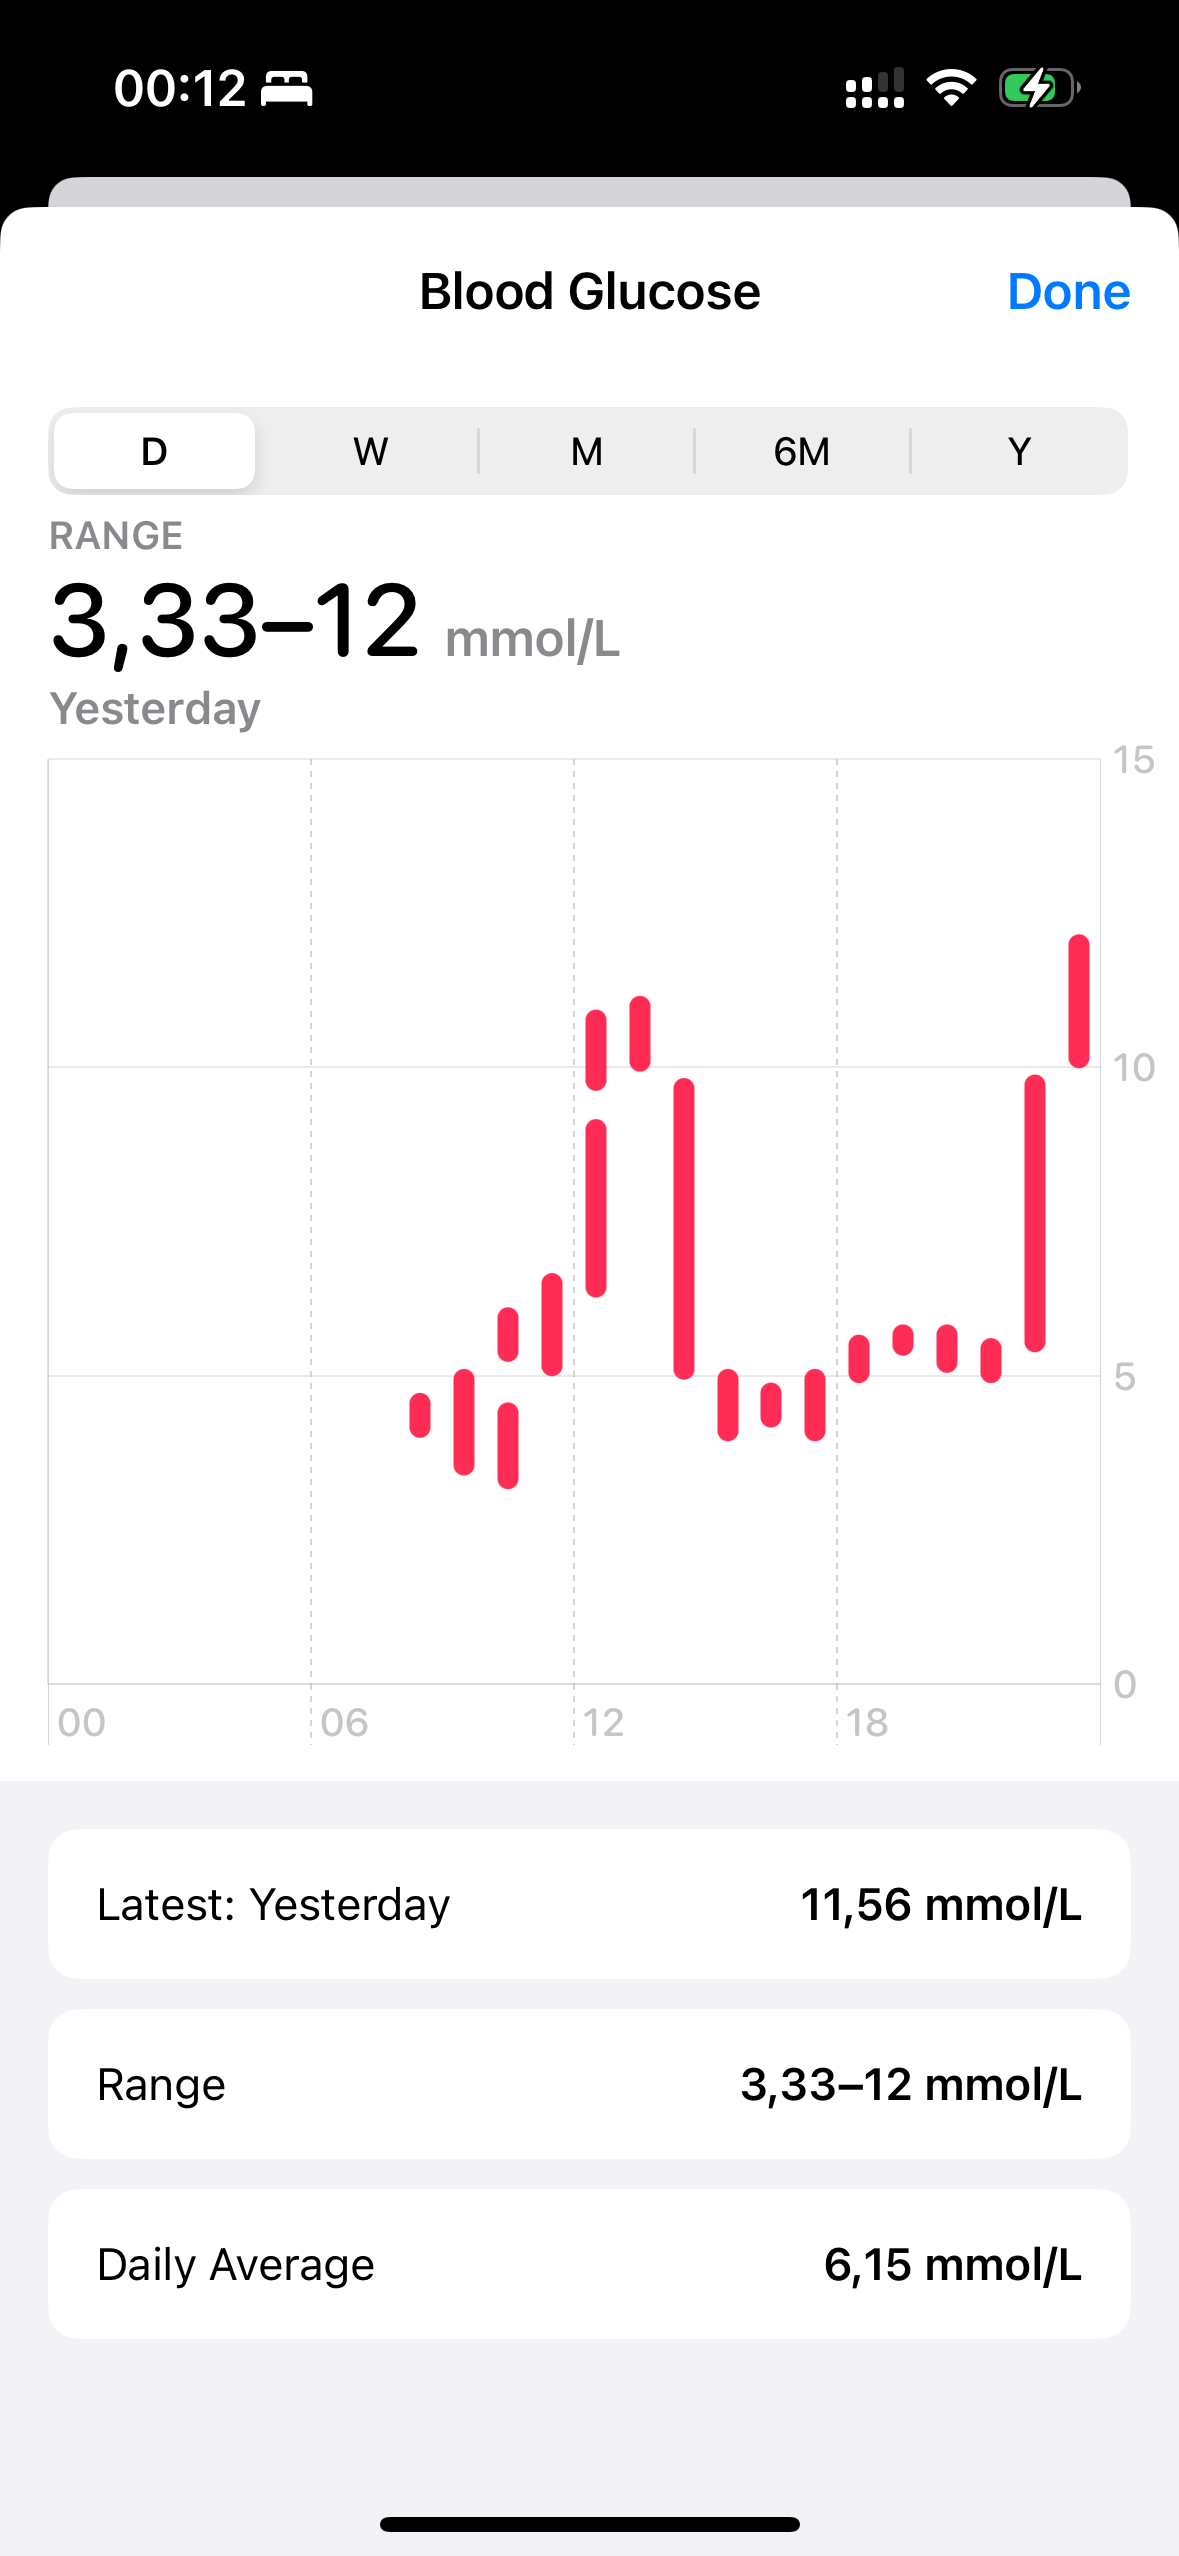 00:12
Blood Glucose
Done
D W M 6M Y
RANGE
3,33–12 mmol/L
Yesterday
15
10
5
0
00 06 12 18
Latest: Yesterday 11,56 mmol/L
Range 3,33–12 mmol/L
Daily Average 6,15 mmol/L